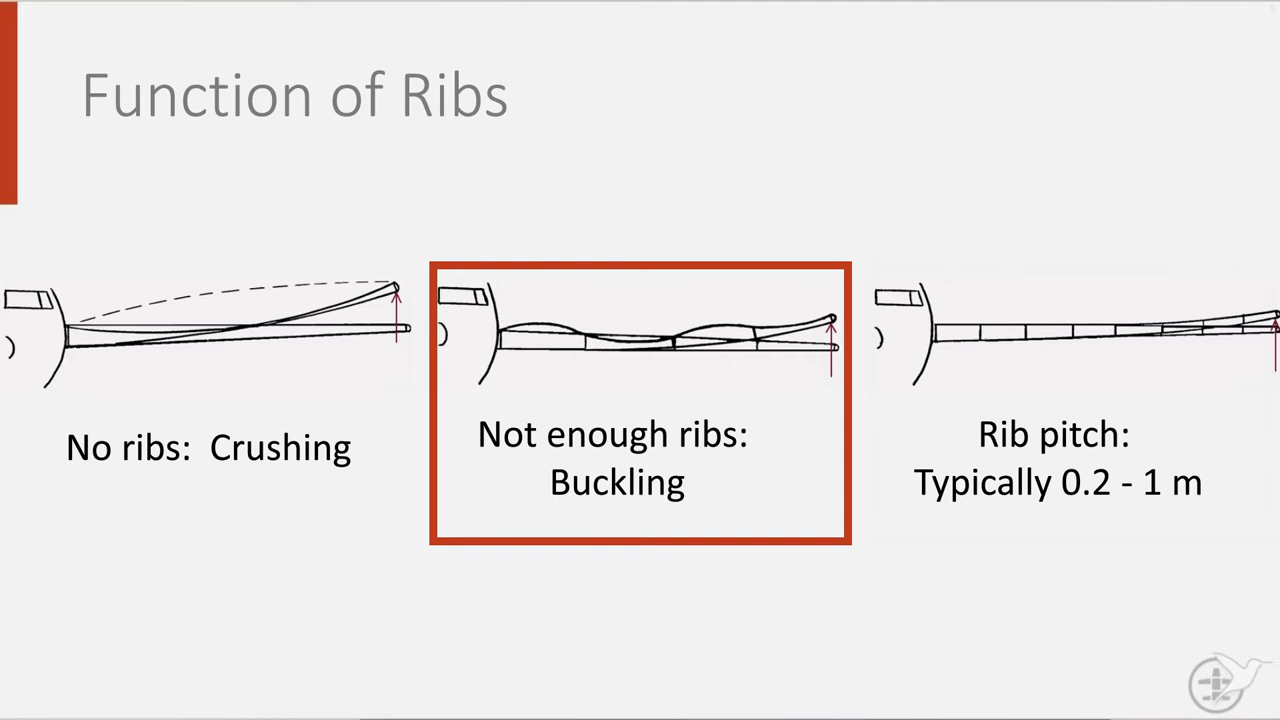 Function of Ribs
No ribs:  Crushing
Not enough ribs:
Buckling
Rib pitch:
Typically 0.2 - 1 m